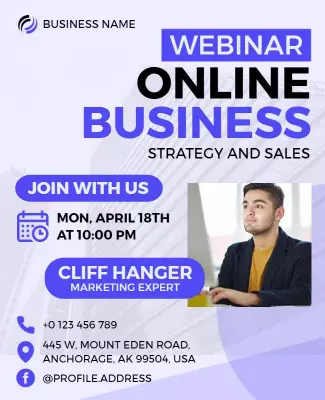 BUSINESS NAME
WEBINAR
ONLINE
BUSINESS
STRATEGY AND SALES
JOIN WITH US
MON, APRIL 18TH
AT 10:00 PM
CLIFF HANGER
MARKETING EXPERT
+0 123 456 789
445 W, MOUNT EDEN ROAD,
ANCHORAGE, AK 99504, USA
@PROFILE.ADDRESS